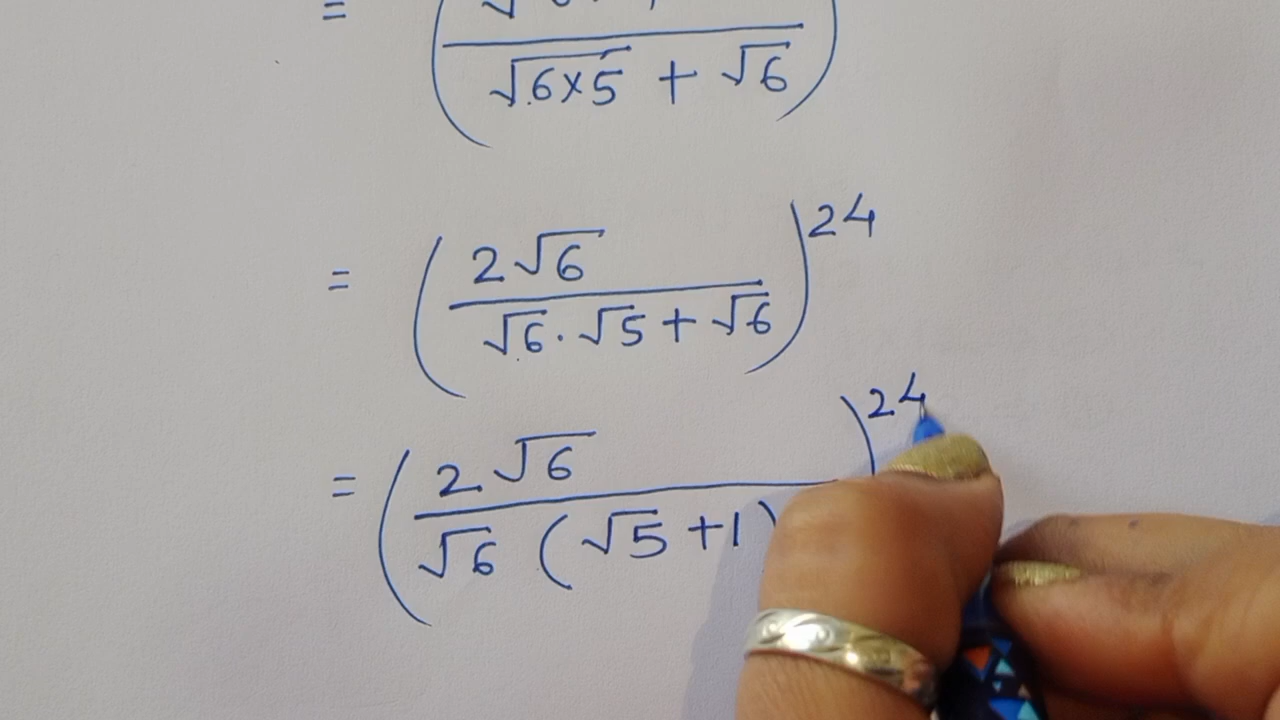 = ( / (√6×5 + √6) )
= ( 2√6 / (√6·√5 + √6) )^24
= ( 2√6 / (√6 (√5 + 1)) )^24